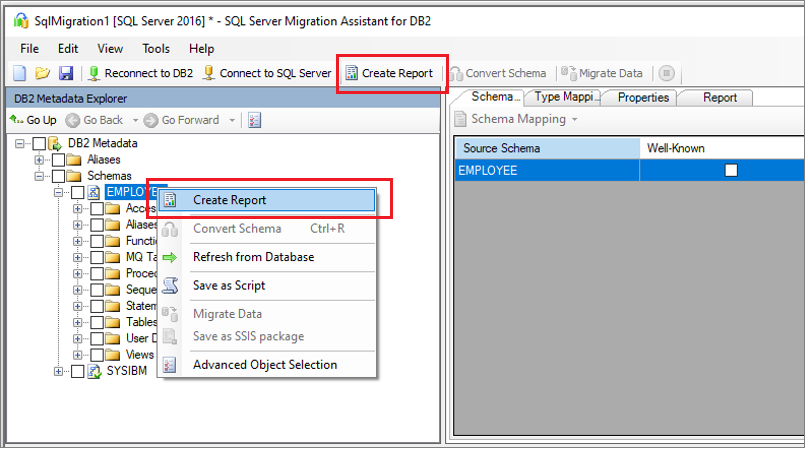 SqlMigration1 [SQL Server 2016] * - SQL Server Migration Assistant for DB2
File Edit View Tools Help
Reconnect to DB2 Connect to SQL Server Create Report Convert Schema Migrate Data
DB2 Metadata Explorer
Go Up Go Back Go Forward
DB2 Metadata
Aliases
Schemas
EMPLOYE
Acces
Aliases
Functi
MQ Ta
Proced
Seque
Statem
Tables
User D
Views
SYSIBM
Create Report
Convert Schema Ctrl+R
Refresh from Database
Save as Script
Migrate Data
Save as SSIS package
Advanced Object Selection
Schema... Type Mappi... Properties Report
Schema Mapping
Source Schema Well-Known
EMPLOYEE